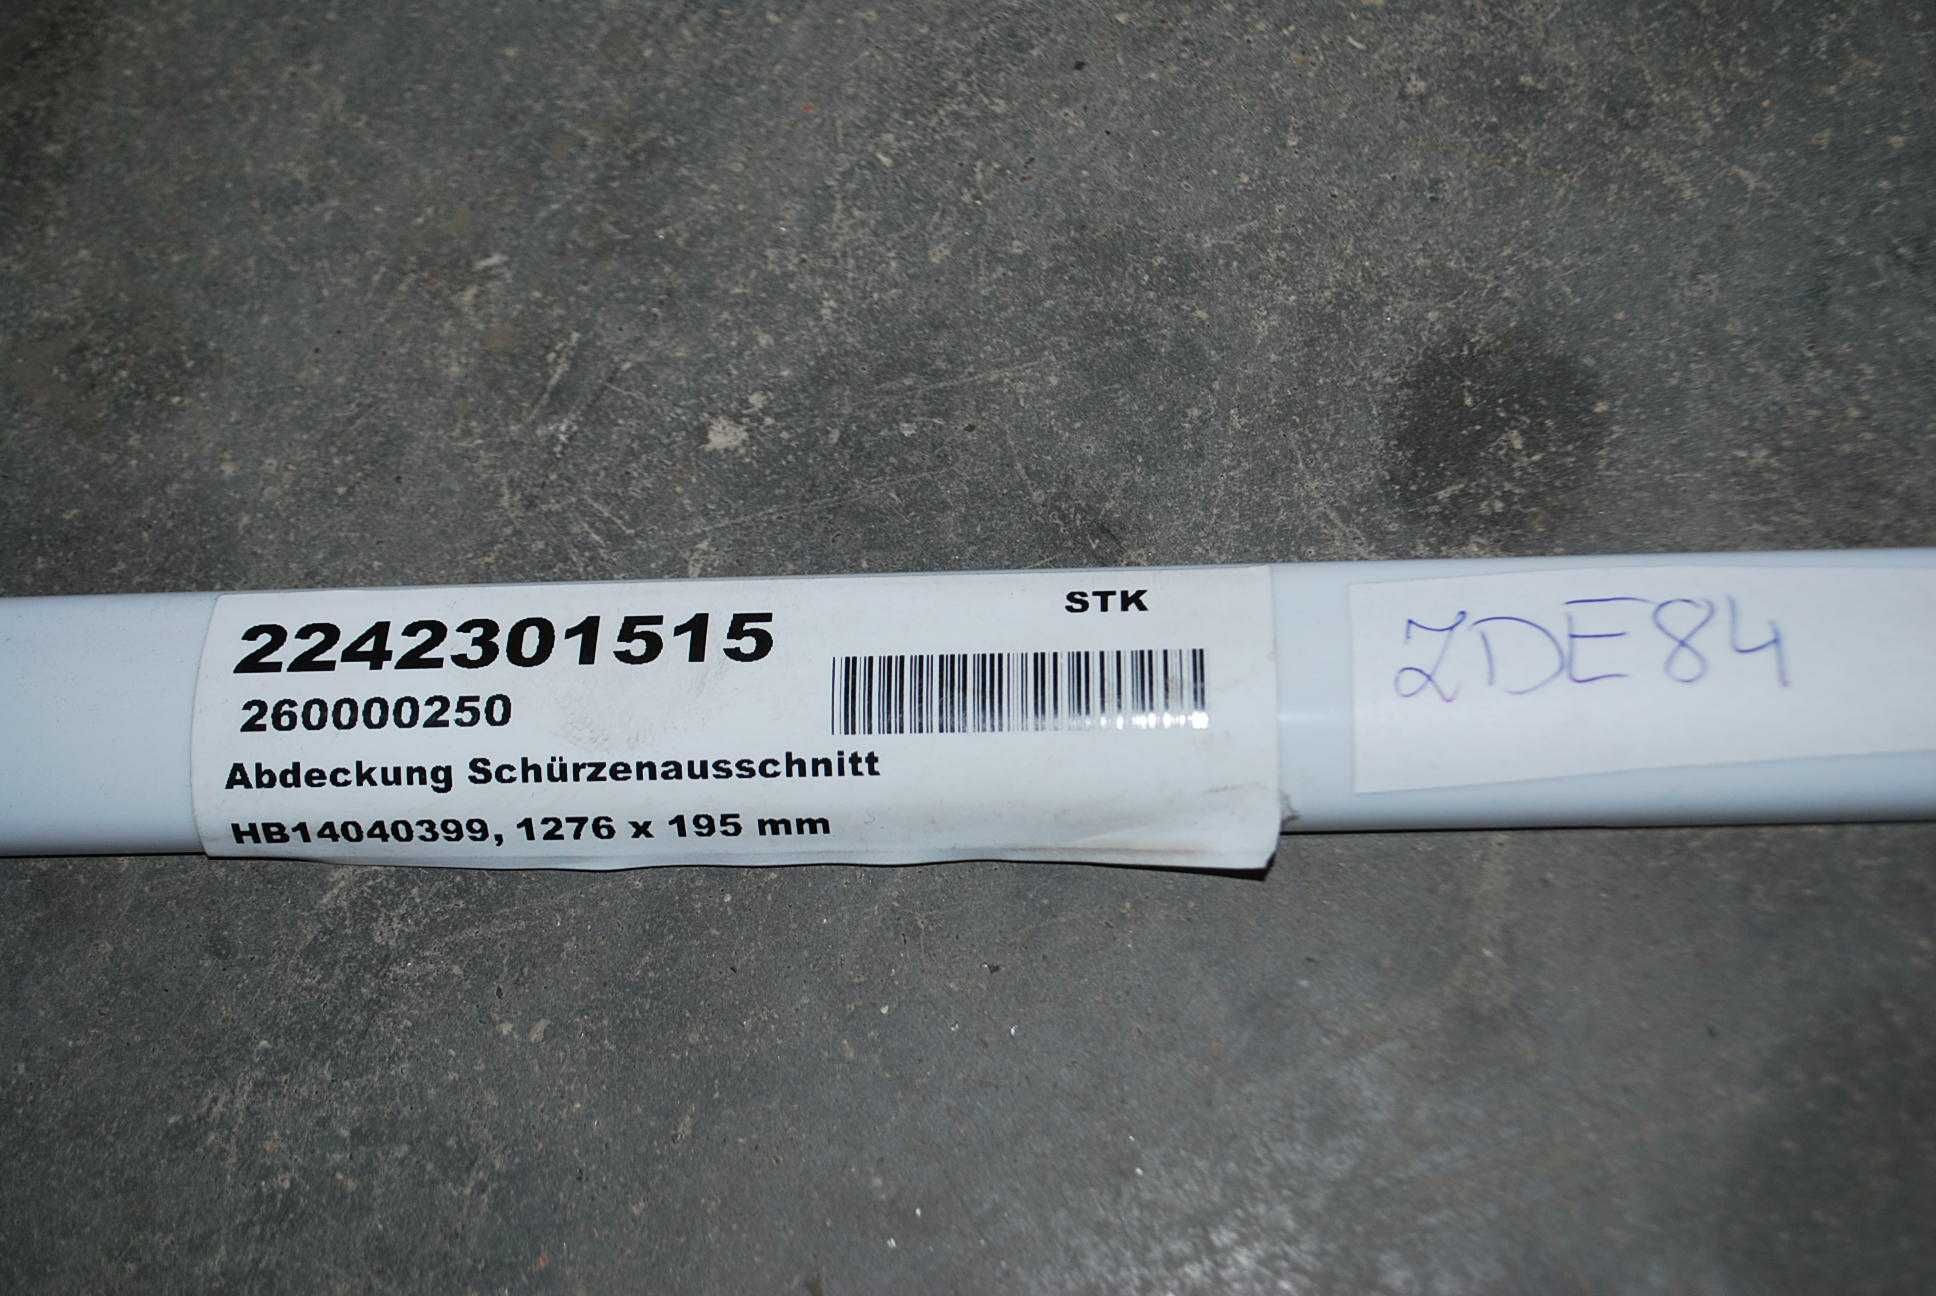 STK
2242301515
260000250
Abdeckung Schürzenausschnitt
HB14040399, 1276 x 195 mm
ZDE84